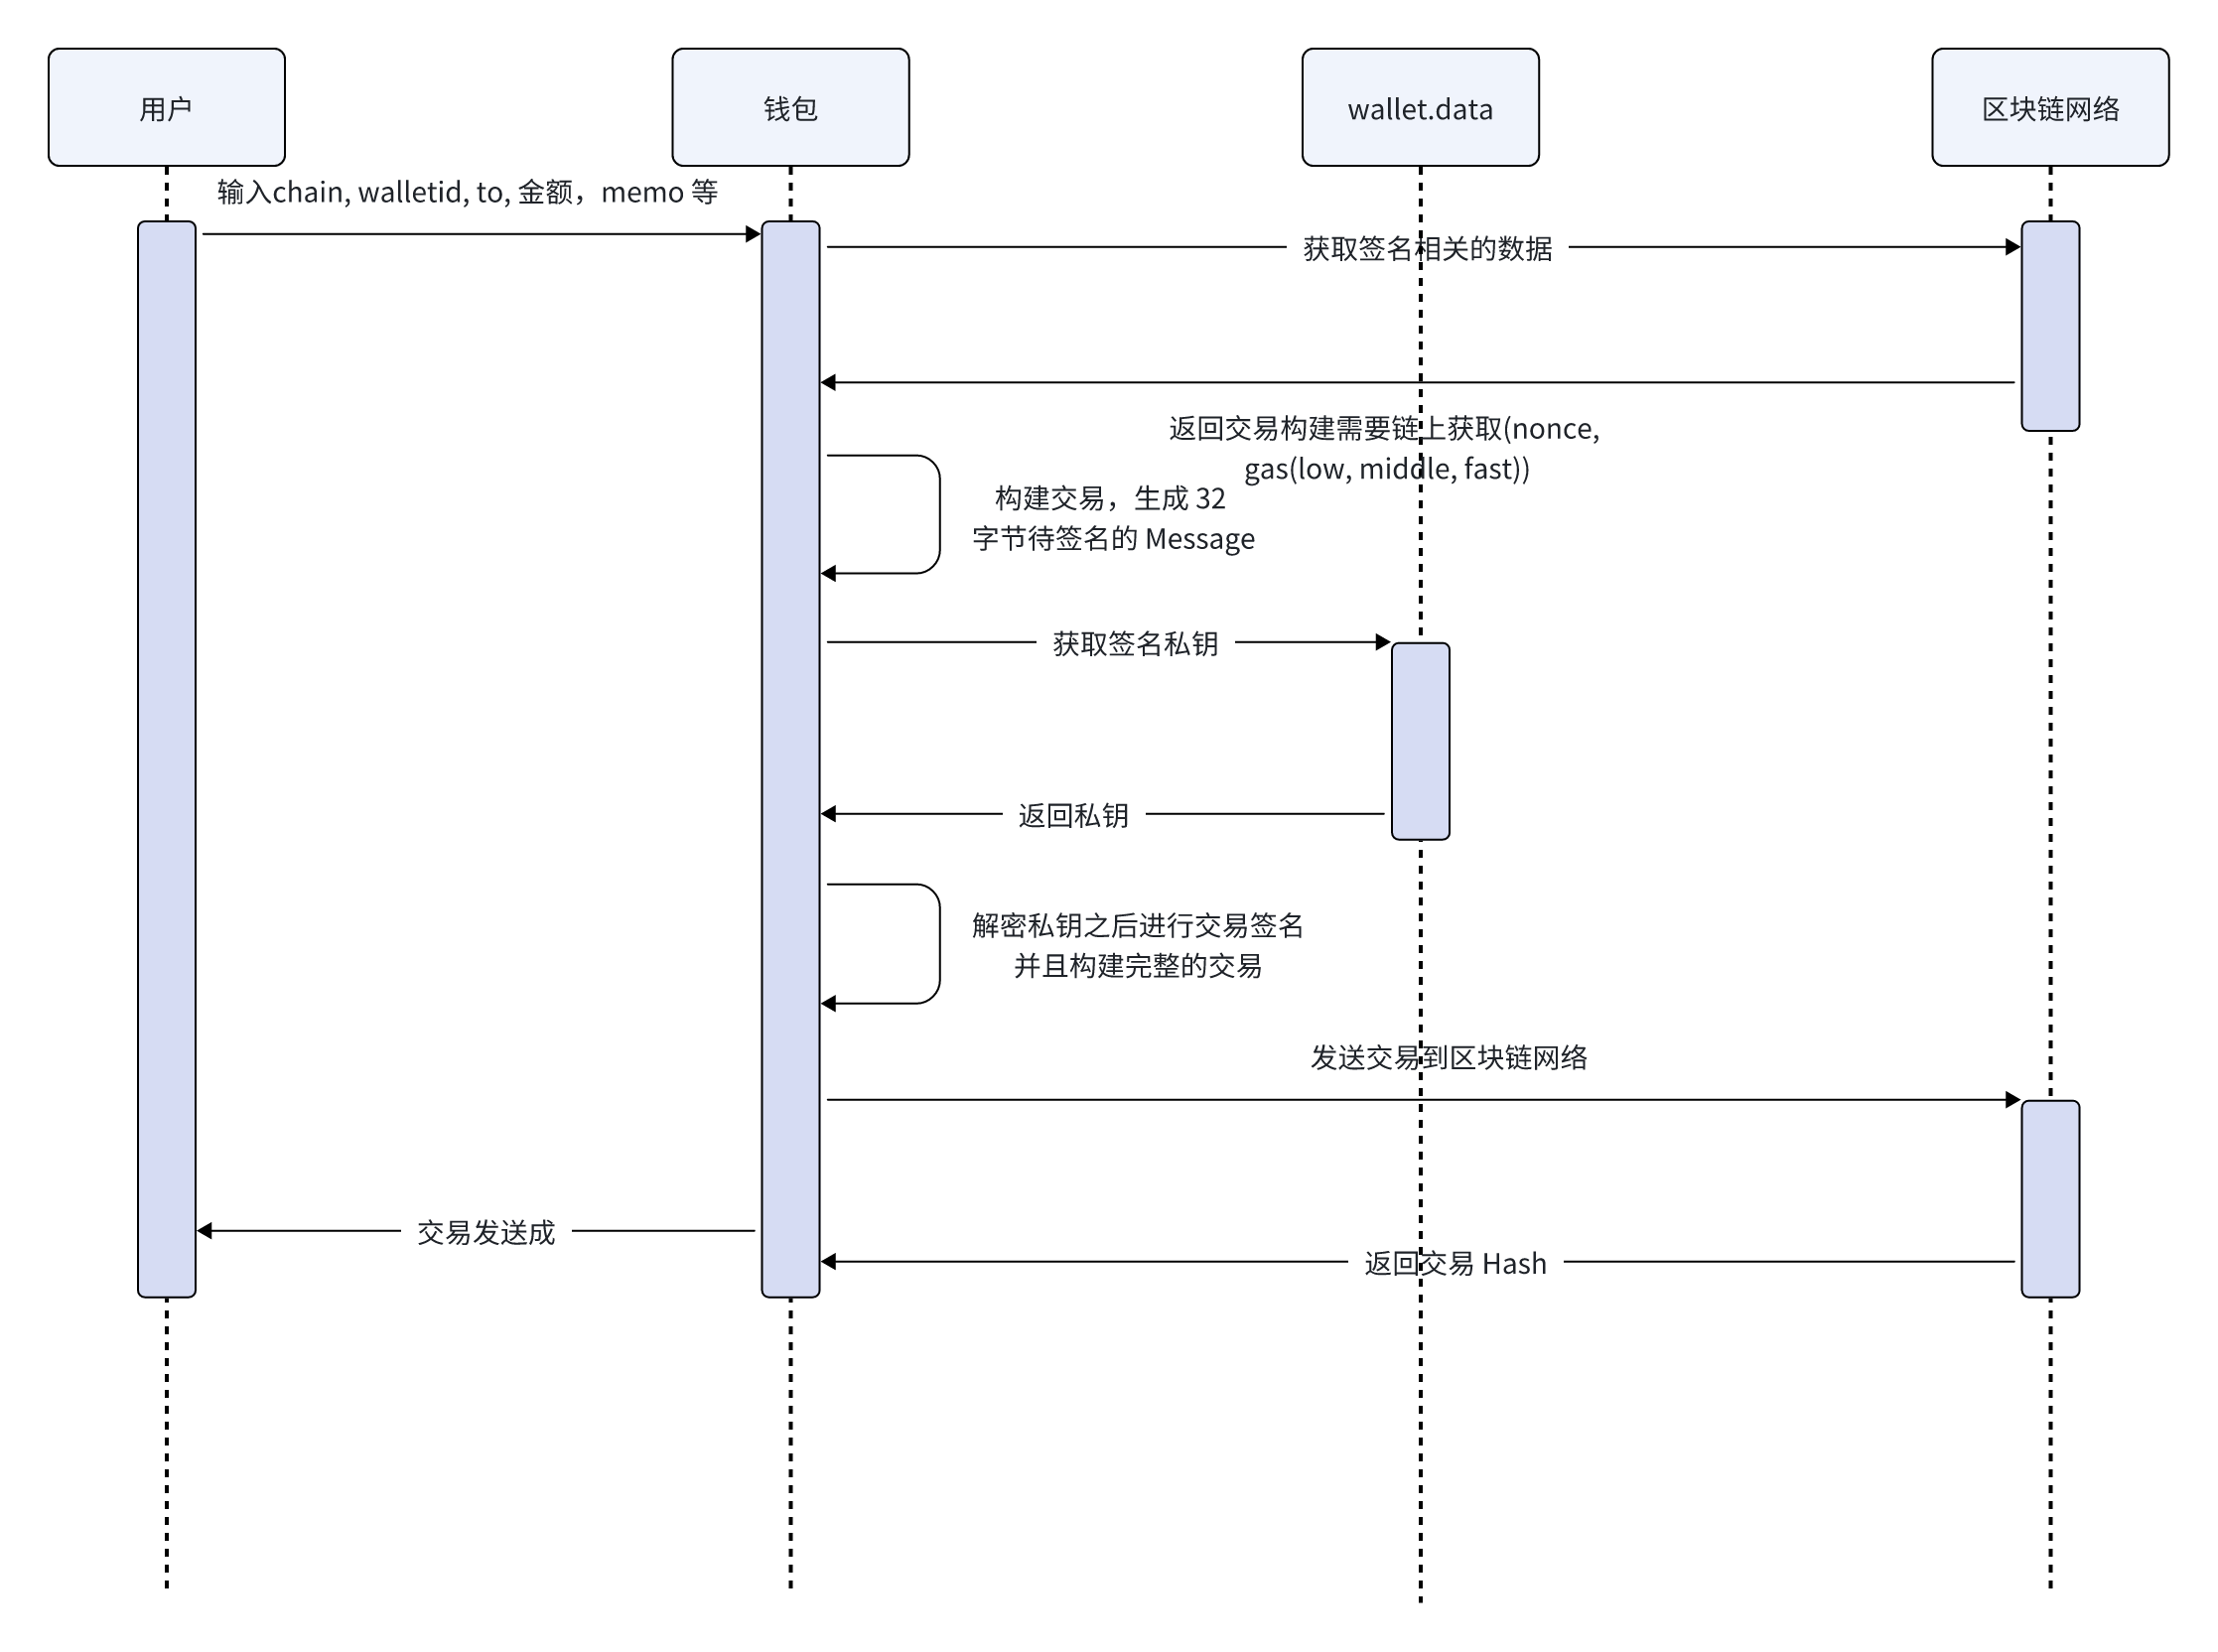 用户
钱包
wallet.data
区块链网络
输入chain, walletid, to, 金额，memo 等
获取签名相关的数据
返回交易构建需要链上获取(nonce,
gas(low, middle, fast))
构建交易，生成 32
字节待签名的 Message
获取签名私钥
返回私钥
解密私钥之后进行交易签名
并且构建完整的交易
发送交易到区块链网络
交易发送成
返回交易 Hash